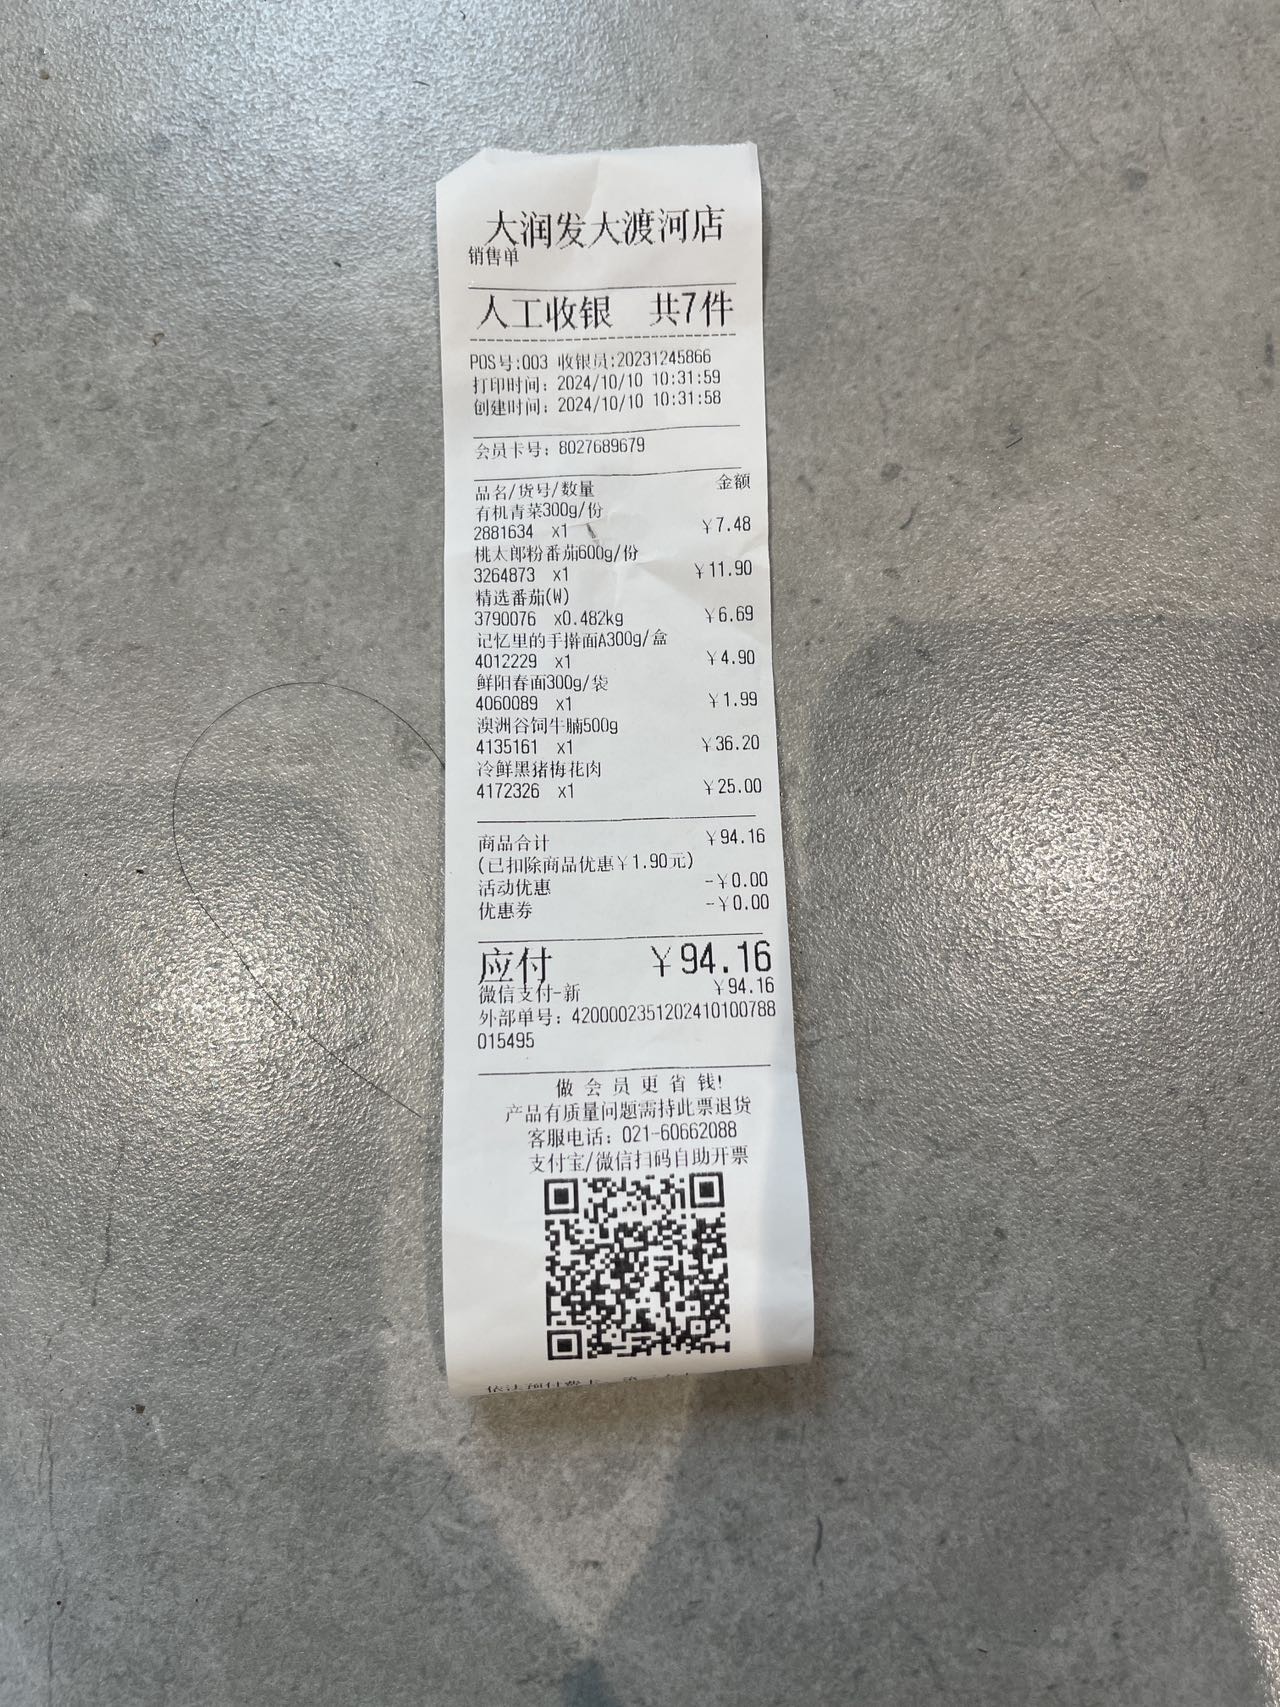 大润发大渡河店
销售单
人工收银 共7件
POS号:003 收银员:20231245866
打印时间: 2024/10/10 10:31:59
创建时间: 2024/10/10 10:31:58
会员卡号: 8027689679
品名/货号/数量 金额
有机青菜300g/份
2881634 x1 ￥7.48
桃太郎粉番茄600g/份
3264873 x1 ￥11.90
精选番茄(W)
3790076 x0.482kg ￥6.69
记忆里的手擀面A300g/盒
4012229 x1 ￥4.90
鲜阳春面300g/袋
4060089 x1 ￥1.99
澳洲谷饲牛腩500g
4135161 x1 ￥36.20
冷鲜黑猪梅花肉
4172326 x1 ￥25.00
商品合计 ￥94.16
(已扣除商品优惠￥1.90元)
活动优惠 -￥0.00
优惠券 -￥0.00
应付 ￥94.16
微信支付-新 ￥94.16
外部单号: 4200002351202410100788
015495
做会员更省钱!
产品有质量问题需持此票退货
客服电话: 021-60662088
支付宝/微信扫码自助开票